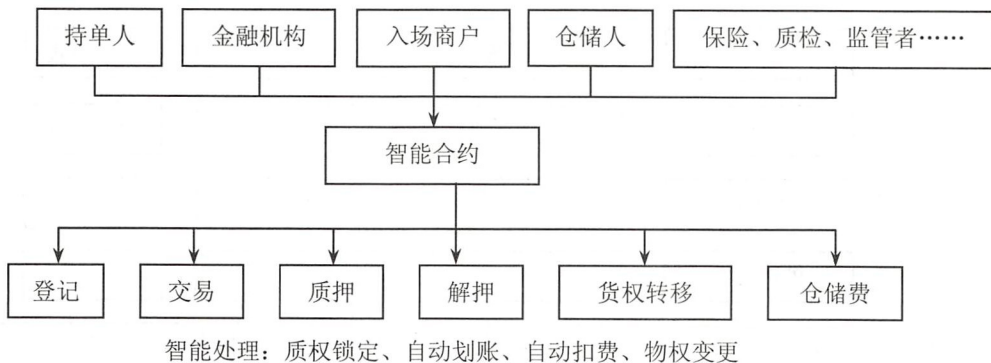 持单人 金融机构 入场商户 仓储人 保险、质检、监管者……
智能合约
登记 交易 质押 解押 货权转移 仓储费
智能处理：质权锁定、自动划账、自动扣费、物权变更